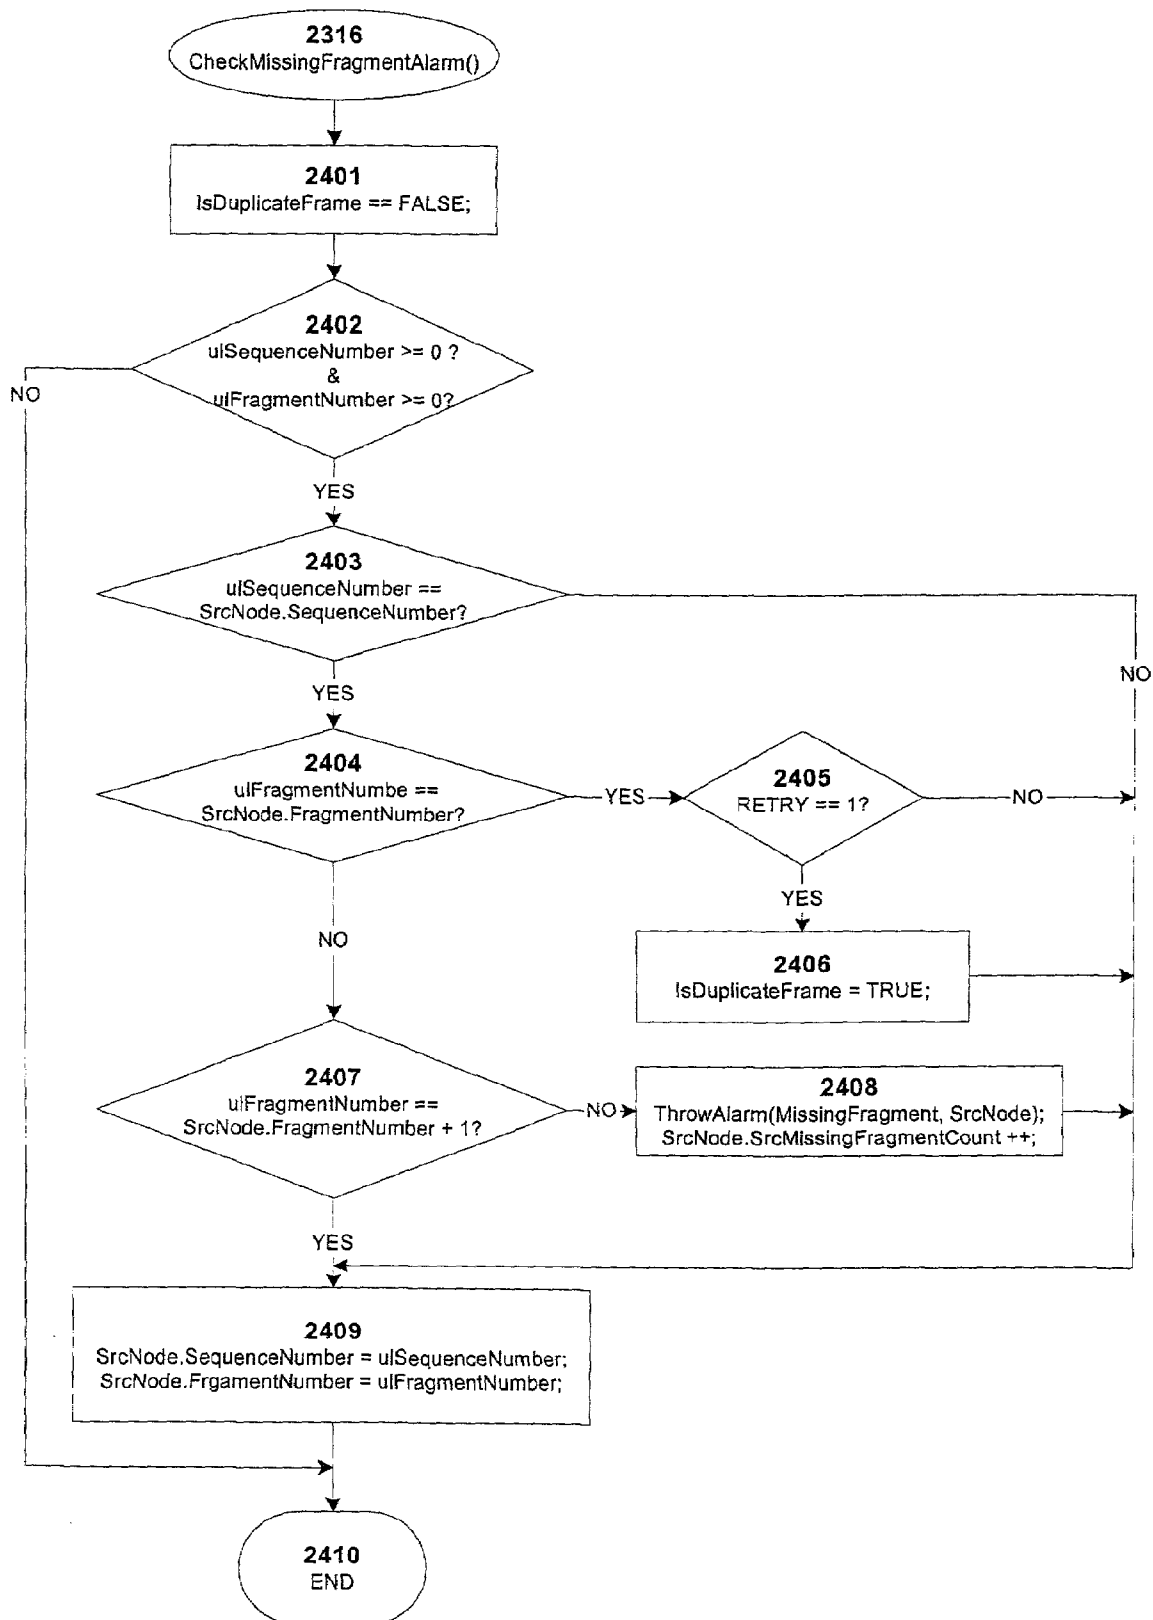 2316
CheckMissingFragmentAlarm()
2401
IsDuplicateFrame == FALSE;
2402
ulSequenceNumber >= 0 ?
&
ulFragmentNumber >= 0?
NO
YES
2403
ulSequenceNumber ==
SrcNode.SequenceNumber?
NO
YES
2404
ulFragmentNumbe ==
SrcNode.FragmentNumber?
YES
2405
RETRY == 1?
NO
YES
NO
2406
IsDuplicateFrame = TRUE;
2407
ulFragmentNumber ==
SrcNode.FragmentNumber + 1?
NO
2408
ThrowAlarm(MissingFragment, SrcNode);
SrcNode.SrcMissingFragmentCount ++;
YES
2409
SrcNode.SequenceNumber = ulSequenceNumber;
SrcNode.FrgamentNumber = ulFragmentNumber;
2410
END